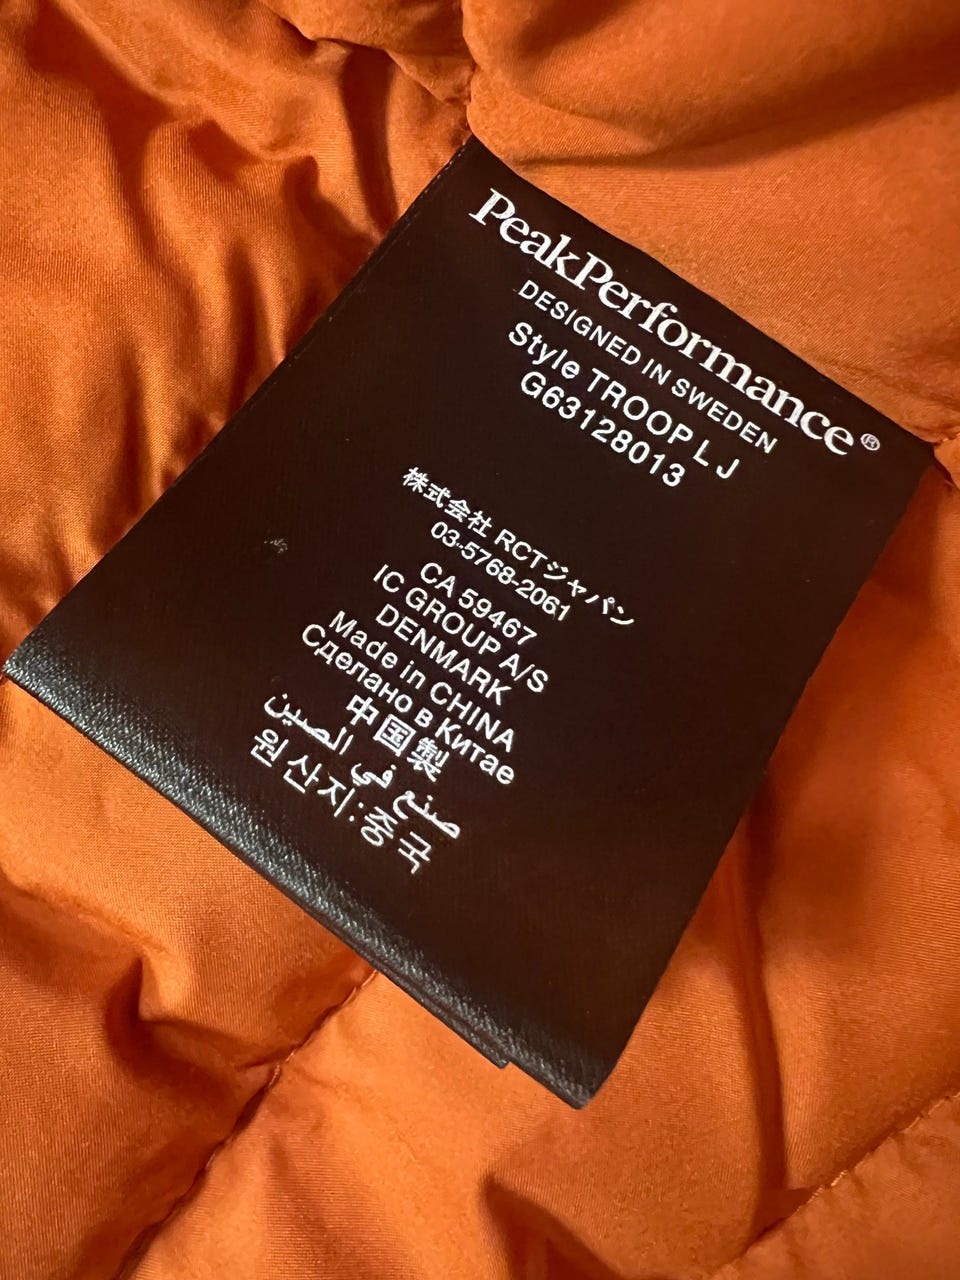 PeakPerformance®
DESIGNED IN SWEDEN
Style TROOP LJ
G63128013
株式会社 RCTジャパン
03-5768-2061
CA 59467
IC GROUP A/S
DENMARK
Made in CHINA
Сделано в Китае
中国製
صنع في الصين
원산지:중국